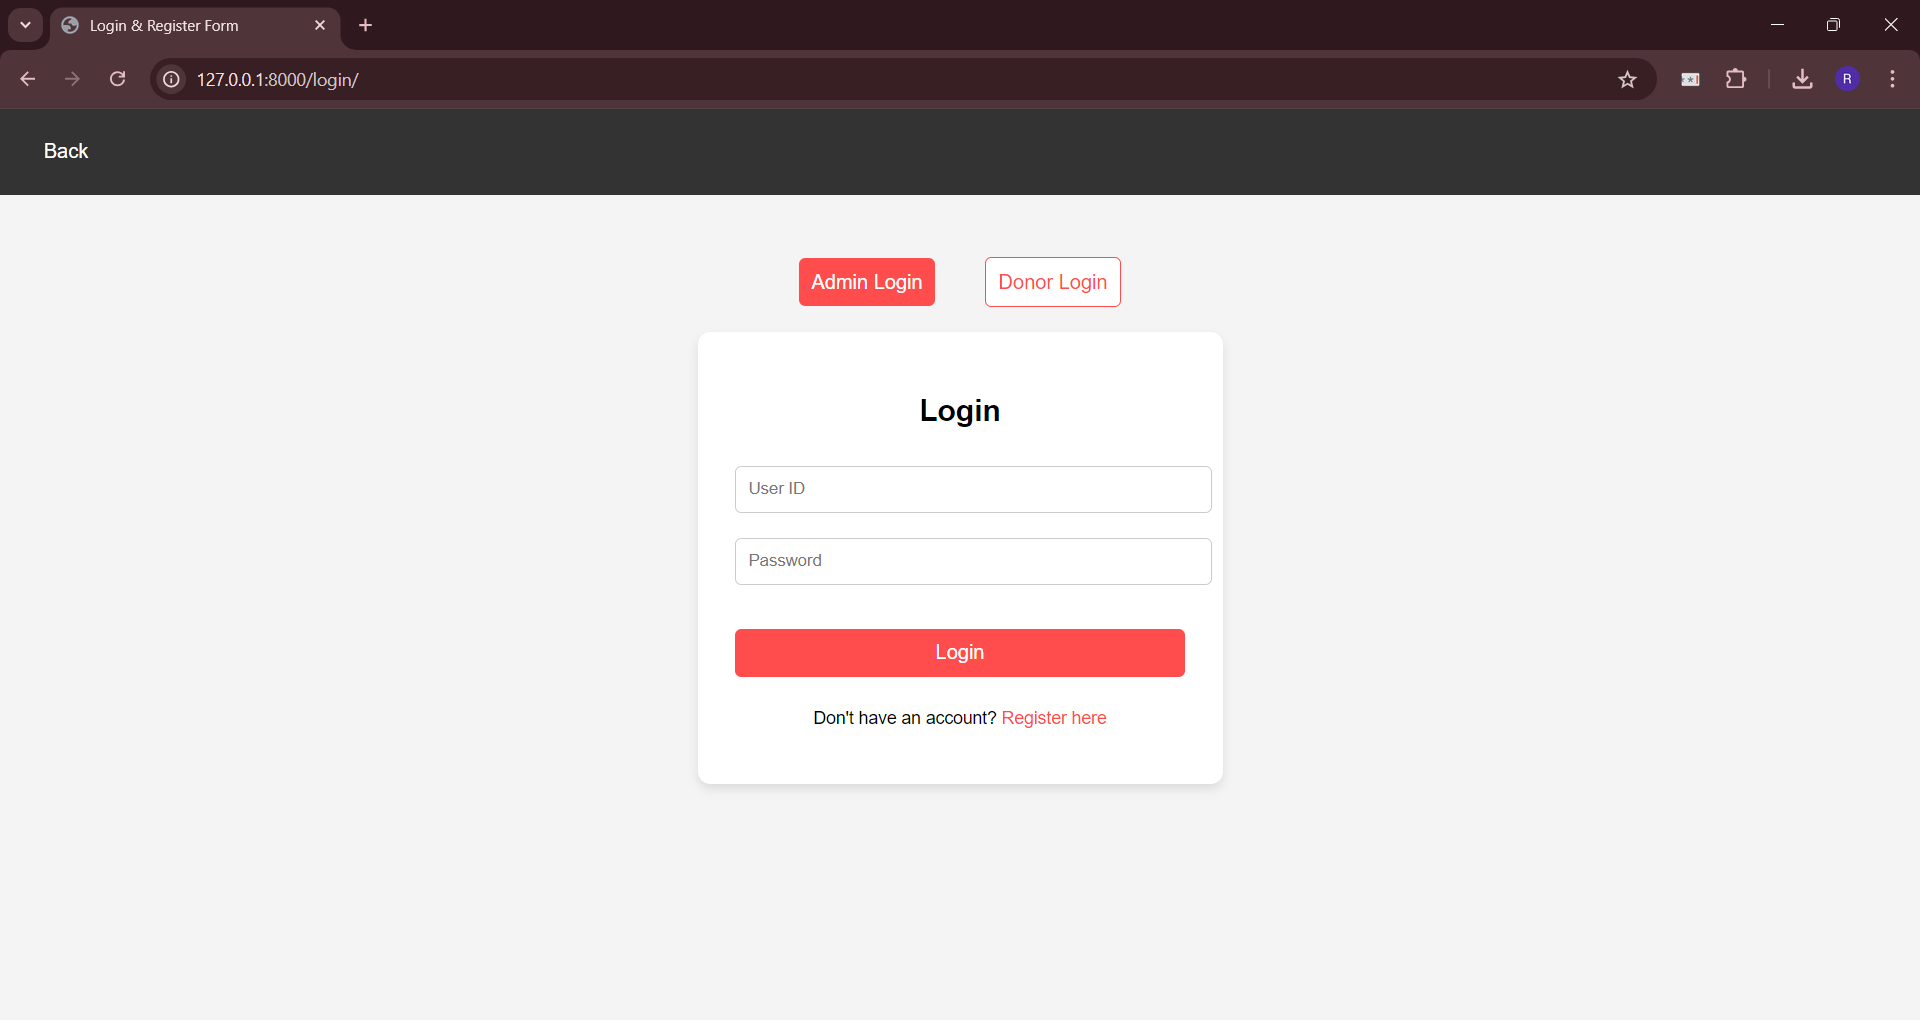 Login & Register Form
127.0.0.1:8000/login/
R
Back
Admin Login
Donor Login
Login
User ID
Password
Login
Don't have an account? Register here